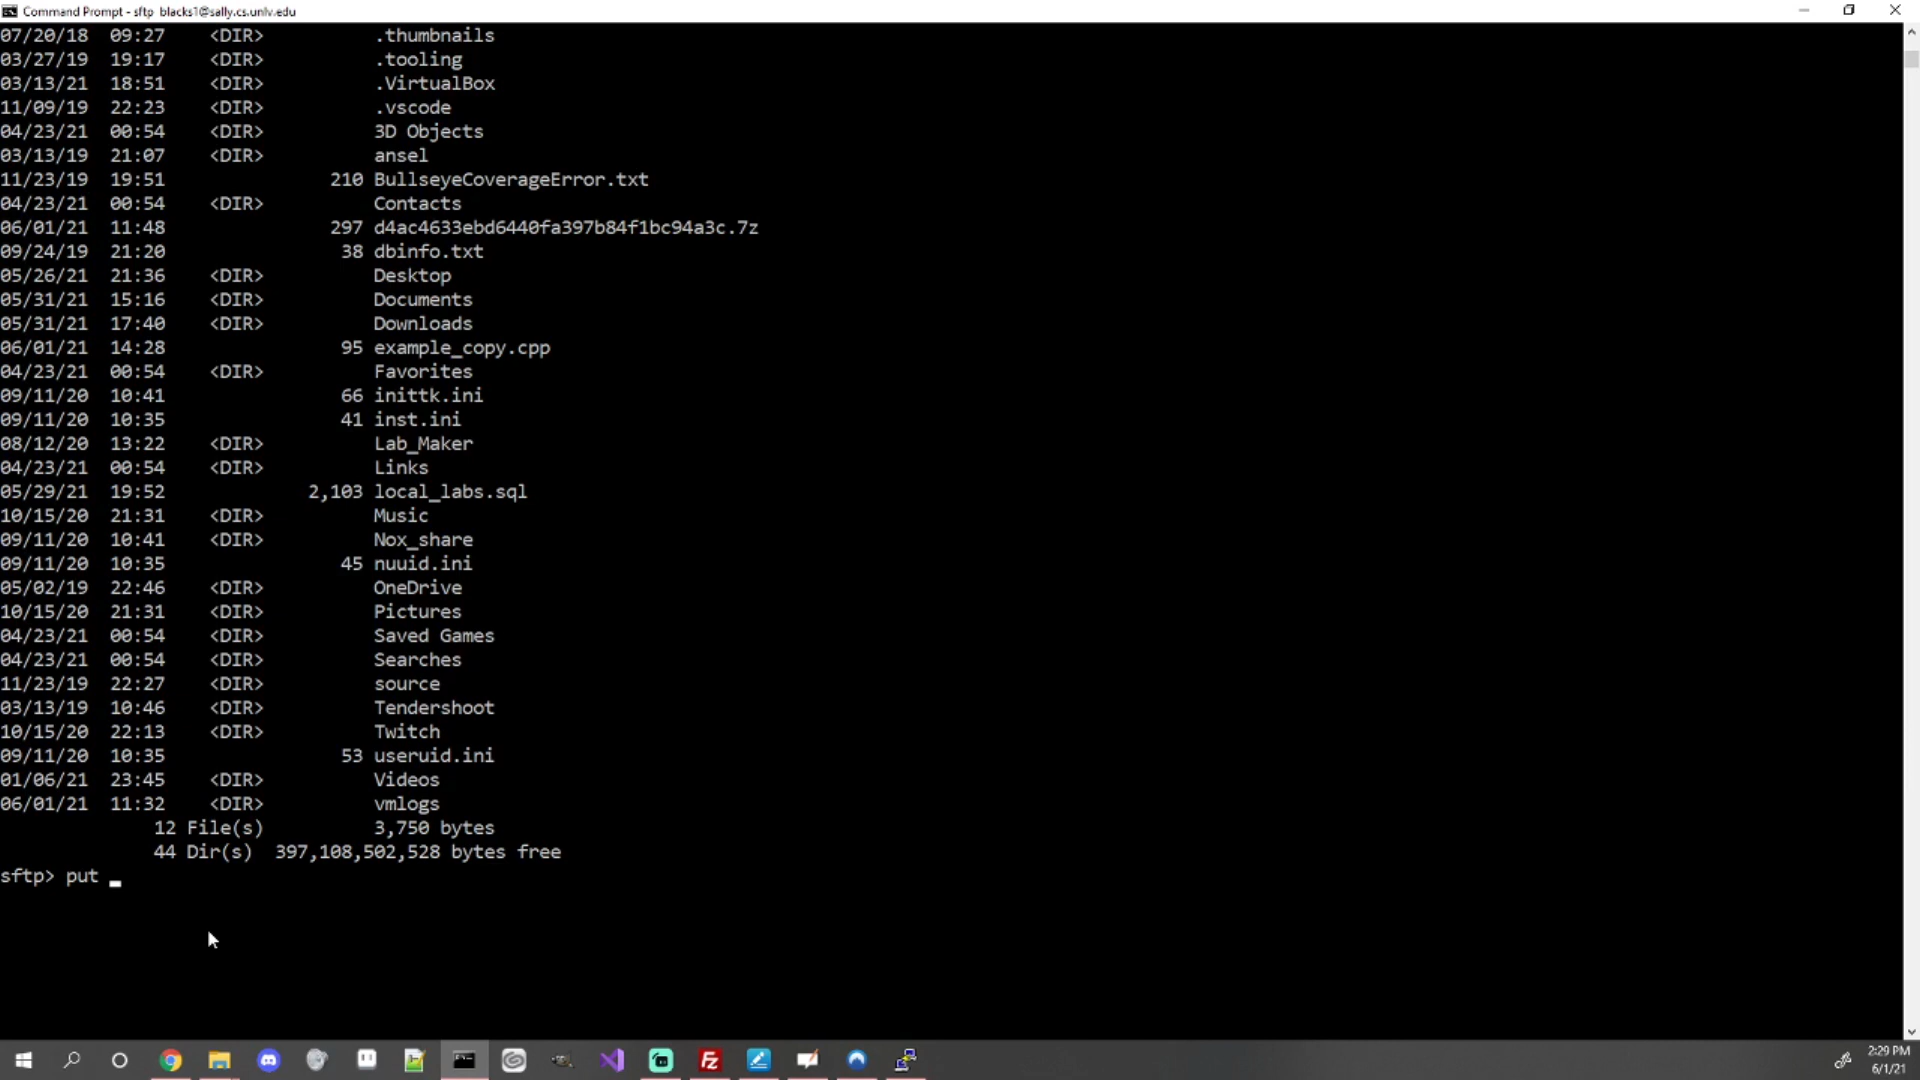 Command Prompt - sftp blacks1@sally.cs.unlv.edu
07/20/18 09:27 <DIR> .thumbnails
03/27/19 19:17 <DIR> .tooling
03/13/21 18:51 <DIR> .VirtualBox
11/09/19 22:23 <DIR> .vscode
04/23/21 00:54 <DIR> 3D Objects
03/13/19 21:07 <DIR> ansel
11/23/19 19:51 210 BullseyeCoverageError.txt
04/23/21 00:54 <DIR> Contacts
06/01/21 11:48 297 d4ac4633ebd6440fa397b84f1bc94a3c.7z
09/24/19 21:20 38 dbinfo.txt
05/26/21 21:36 <DIR> Desktop
05/31/21 15:16 <DIR> Documents
05/31/21 17:40 <DIR> Downloads
06/01/21 14:28 95 example_copy.cpp
04/23/21 00:54 <DIR> Favorites
09/11/20 10:41 66 inittk.ini
09/11/20 10:35 41 inst.ini
08/12/20 13:22 <DIR> Lab_Maker
04/23/21 00:54 <DIR> Links
05/29/21 19:52 2,103 local_labs.sql
10/15/20 21:31 <DIR> Music
09/11/20 10:41 <DIR> Nox_share
09/11/20 10:35 45 nuuid.ini
05/02/19 22:46 <DIR> OneDrive
10/15/20 21:31 <DIR> Pictures
04/23/21 00:54 <DIR> Saved Games
04/23/21 00:54 <DIR> Searches
11/23/19 22:27 <DIR> source
03/13/19 10:46 <DIR> Tendershoot
10/15/20 22:13 <DIR> Twitch
09/11/20 10:35 53 useruid.ini
01/06/21 23:45 <DIR> Videos
06/01/21 11:32 <DIR> vmlogs
12 File(s) 3,750 bytes
44 Dir(s) 397,108,502,528 bytes free
sftp> put _
Fz
2:29 PM
6/1/21